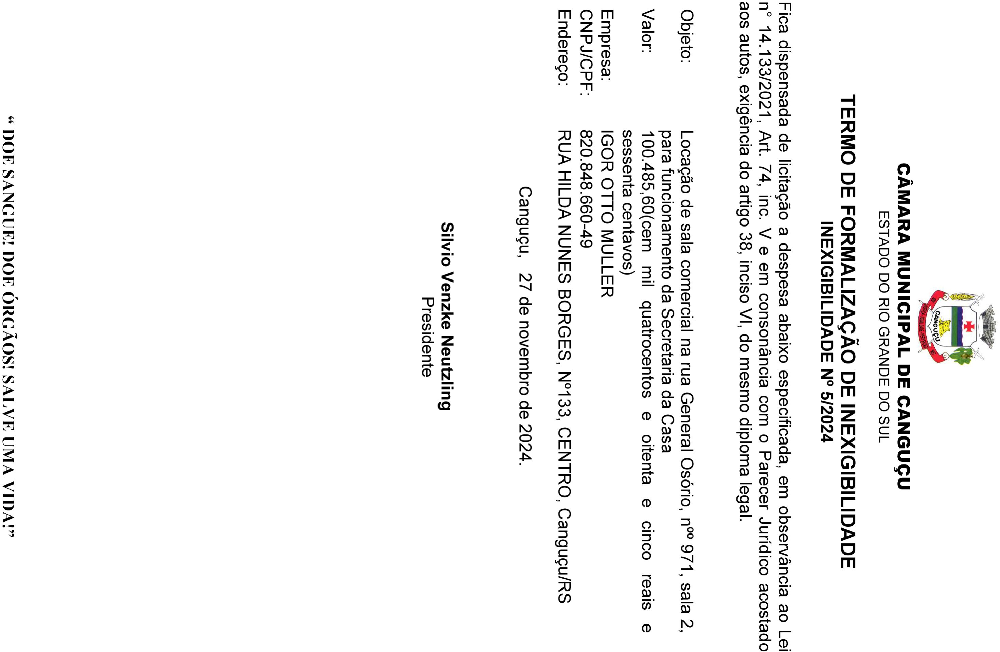 CANGUÇU
JUSTIÇA - IGUALDADE - PERFEIÇÃO
1857
CÂMARA MUNICIPAL DE CANGUÇU
ESTADO DO RIO GRANDE DO SUL
TERMO DE FORMALIZAÇÃO DE INEXIGIBILIDADE
INEXIGIBILIDADE Nº 5//2024
Fica dispensada de licitação a despesa abaixo especificada, em observância ao Lei
n° 14.133/2021, Art. 74, inc. V e em consonância com o Parecer Jurídico acostado
aos autos, exigência do artigo 38, inciso VI, do mesmo diploma legal.
Objeto: Locação de sala comercial na rua General Osório, nºº 971, sala 2,
para funcionamento da Secretaria da Casa
Valor: 100.485,60(cem mil quatrocentos e oitenta e cinco reais e
sessenta centavos)
Empresa: IGOR OTTO MULLER
CNPJ/CPF: 820.848.660-49
Endereço: RUA HILDA NUNES BORGES, Nº133, CENTRO, Canguçu/RS
Canguçu, 27 de novembro de 2024.
Silvio Venzke Neutzling
Presidente
“ DOE SANGUE! DOE ÓRGÃOS! SALVE UMA VIDA!”